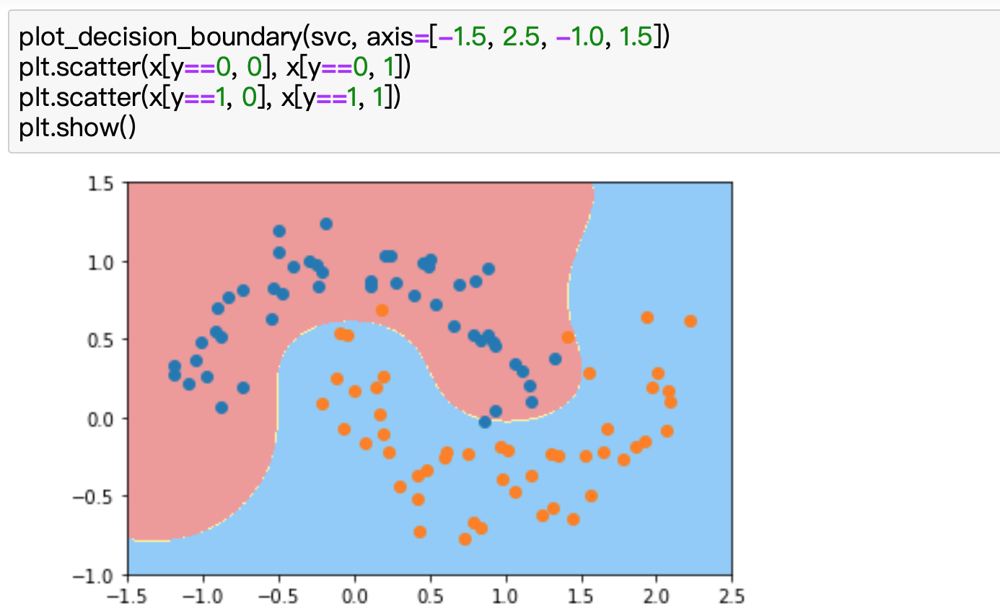 plot_decision_boundary(svc, axis=[-1.5, 2.5, -1.0, 1.5])
plt.scatter(x[y==0, 0], x[y==0, 1])
plt.scatter(x[y==1, 0], x[y==1, 1])
plt.show()
1.5
1.0
0.5
0.0
−0.5
−1.0
−1.5 −1.0 −0.5 0.0 0.5 1.0 1.5 2.0 2.5